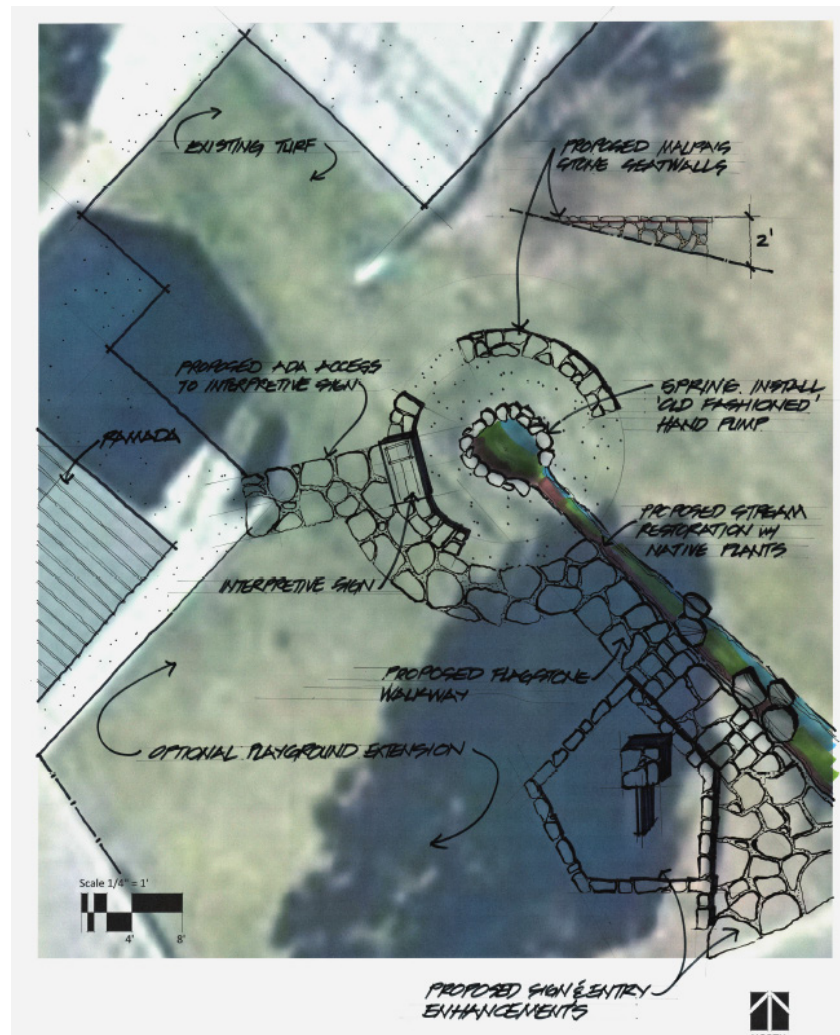 EXISTING TURF
PROPOSED MALPAIS
STONE SEATWALLS
2'
PROPOSED ADA ACCESS
TO INTERPRETIVE SIGN
SPRING. INSTALL
'OLD FASHIONED'
HAND PUMP
RAMADA
PROPOSED STREAM
RESTORATION W/
NATIVE PLANTS
INTERPRETIVE SIGN
PROPOSED FLAGSTONE
WALKWAY
OPTIONAL PLAYGROUND EXTENSION
Scale 1/4" = 1'
4' 8'
PROPOSED SIGN & ENTRY
ENHANCEMENTS